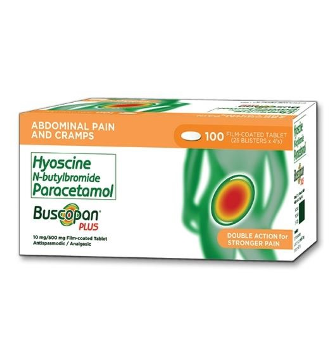 ABDOMINAL PAIN
AND CRAMPS
100 FILM-COATED TABLET
(25 BLISTERS x 4's)
Hyoscine
N-butylbromide
Paracetamol
Buscopan®
PLUS
10 mg/500 mg Film-coated Tablet
Antispasmodic / Analgesic
DOUBLE ACTION for
STRONGER PAIN